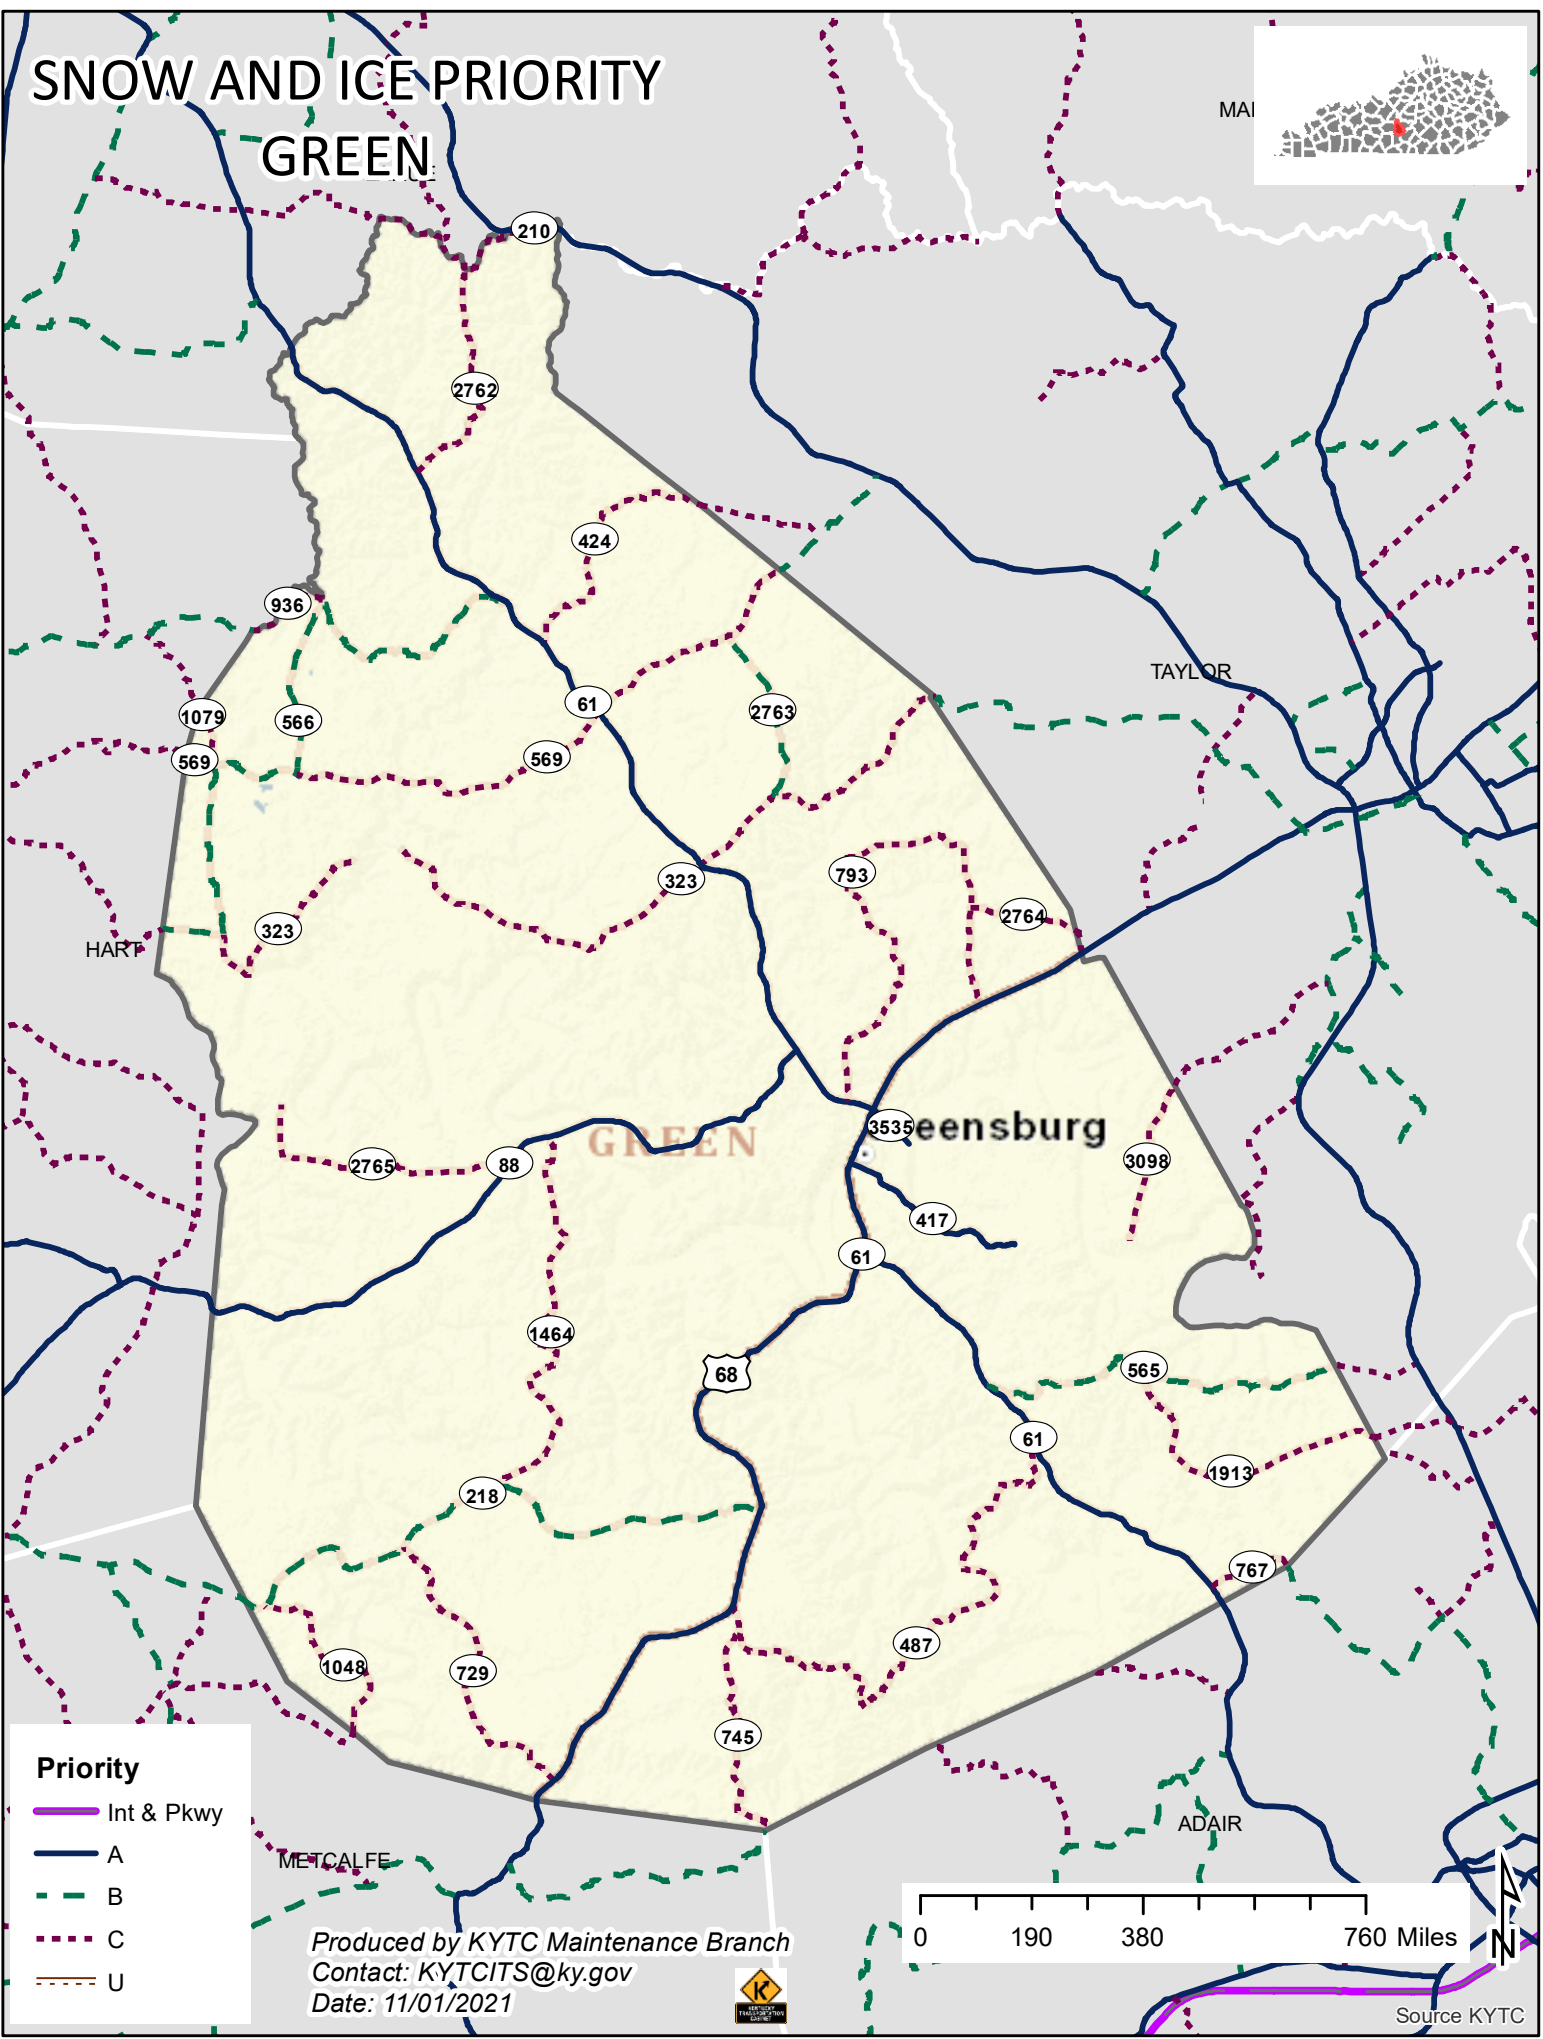 SNOW AND ICE PRIORITY
GREEN
210
2762
424
936
61
1079
566
2763
TAYLOR
569
569
323
793
323
2764
HART
GREEN
3535
2765
88
3098
417
61
1464
68
565
61
1913
218
767
487
1048
729
745
Priority
Int & Pkwy
A
B
C
U
METCALFE
ADAIR
0 190 380 760 Miles
N
Produced by KYTC Maintenance Branch
Contact: KYTCITS@ky.gov
Date: 11/01/2021
KENTUCKY
TRANSPORTATION
CABINET
Source KYTC